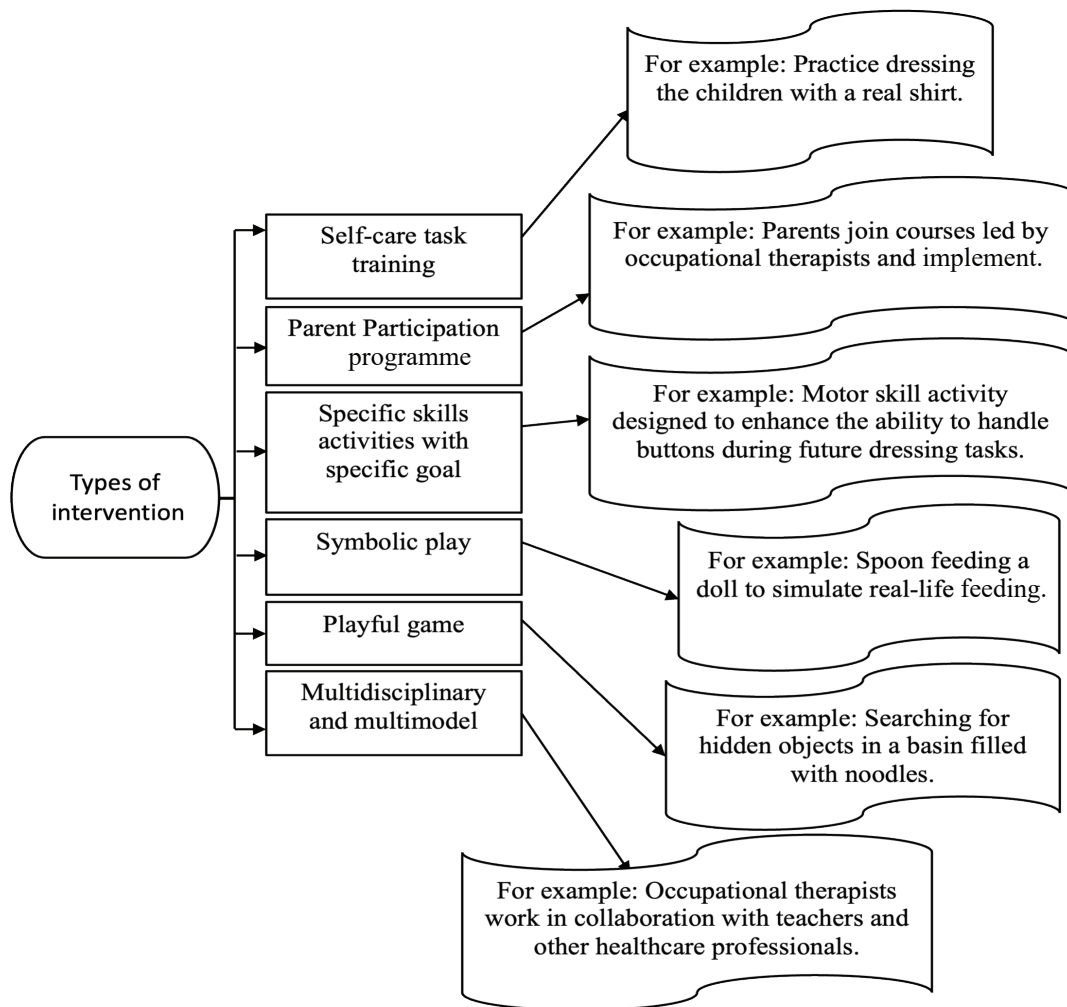 For example: Practice dressing
the children with a real shirt.
Self-care task
training
For example: Parents join courses led by
occupational therapists and implement.
Parent Participation
programme
Specific skills
activities with
specific goal
For example: Motor skill activity
designed to enhance the ability to handle
buttons during future dressing tasks.
Types of
intervention
Symbolic play
For example: Spoon feeding a
doll to simulate real-life feeding.
Playful game
For example: Searching for
hidden objects in a basin filled
with noodles.
Multidisciplinary
and multimodel
For example: Occupational therapists
work in collaboration with teachers and
other healthcare professionals.